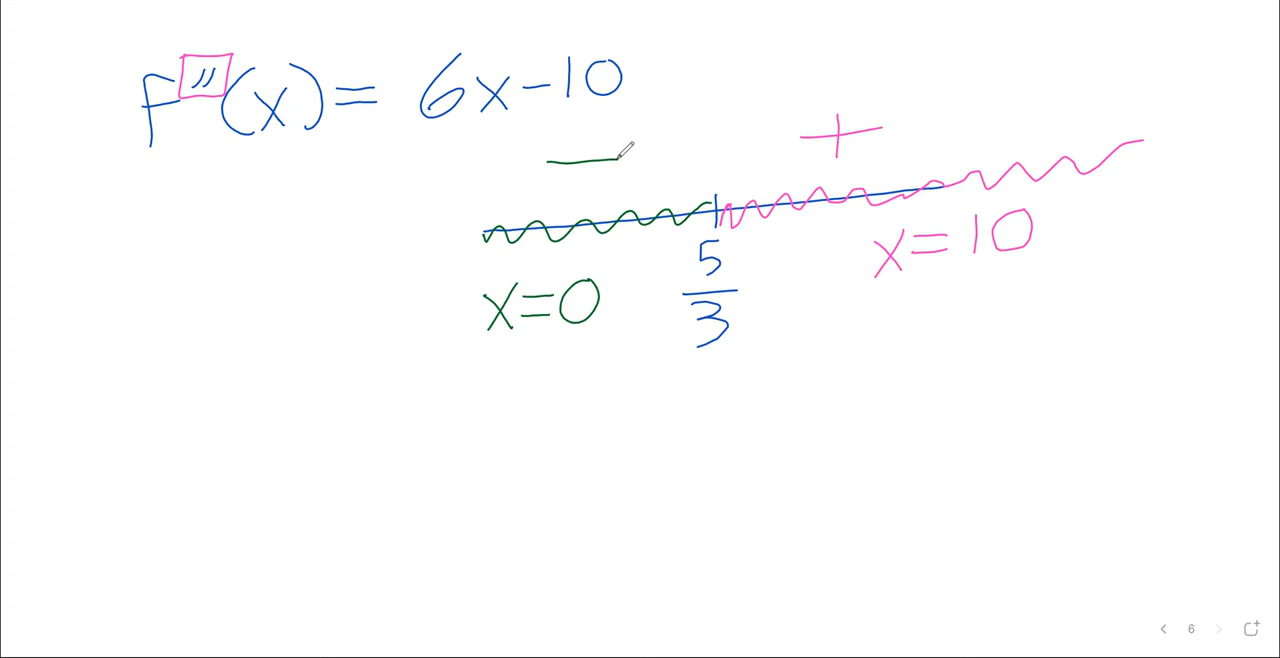 f''(x) = 6x-10
— +
x=0 5/3 x=10
6